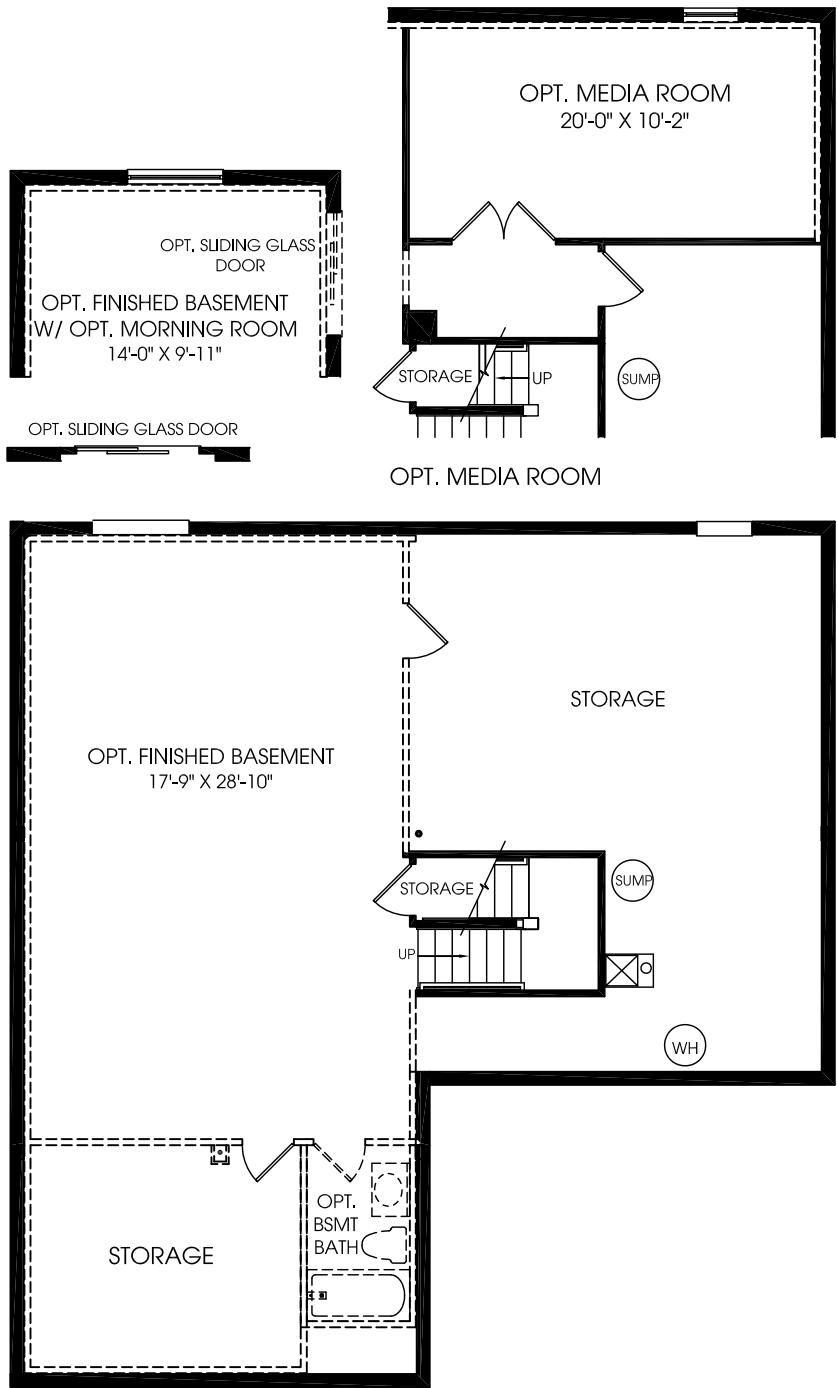 OPT. MEDIA ROOM
20'-0" X 10'-2"
OPT. SLIDING GLASS
DOOR
OPT. FINISHED BASEMENT
W/ OPT. MORNING ROOM
14'-0" X 9'-11"
STORAGE
UP
SUMP
OPT. SLIDING GLASS DOOR
OPT. MEDIA ROOM
STORAGE
OPT. FINISHED BASEMENT
17'-9" X 28'-10"
STORAGE
SUMP
UP
WH
OPT.
BSMT
BATH
STORAGE